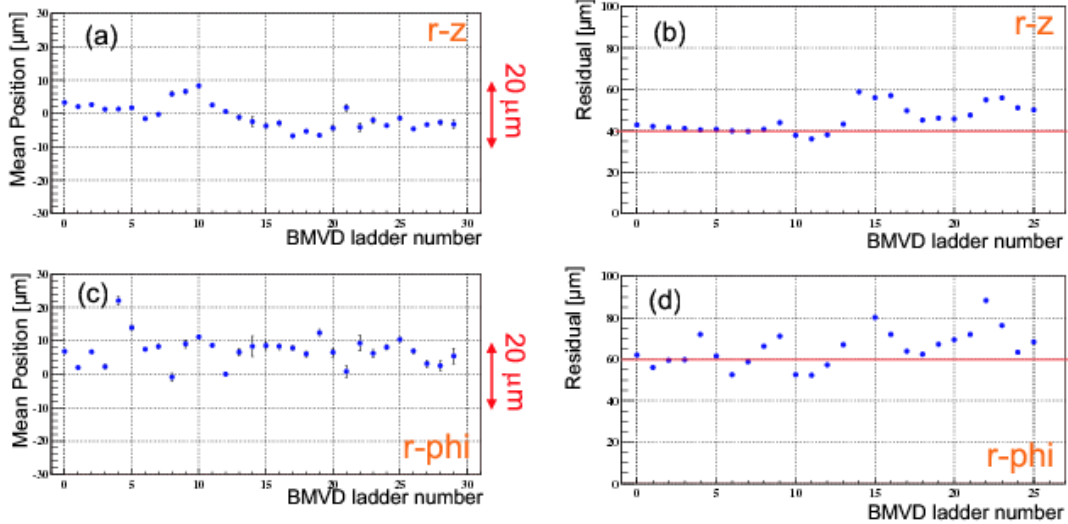 (a)
r-z
Mean Position [μm]
30
20
10
0
-10
-20
-30
0 5 10 15 20 25 30
BMVD ladder number
20 μm
(b)
r-z
Residual [μm]
100
80
60
40
20
0
0 5 10 15 20 25
BMVD ladder number
(c)
r-phi
Mean Position [μm]
30
20
10
0
-10
-20
-30
0 5 10 15 20 25 30
BMVD ladder number
20 μm
(d)
r-phi
Residual [μm]
100
80
60
40
20
0
0 5 10 15 20 25
BMVD ladder number